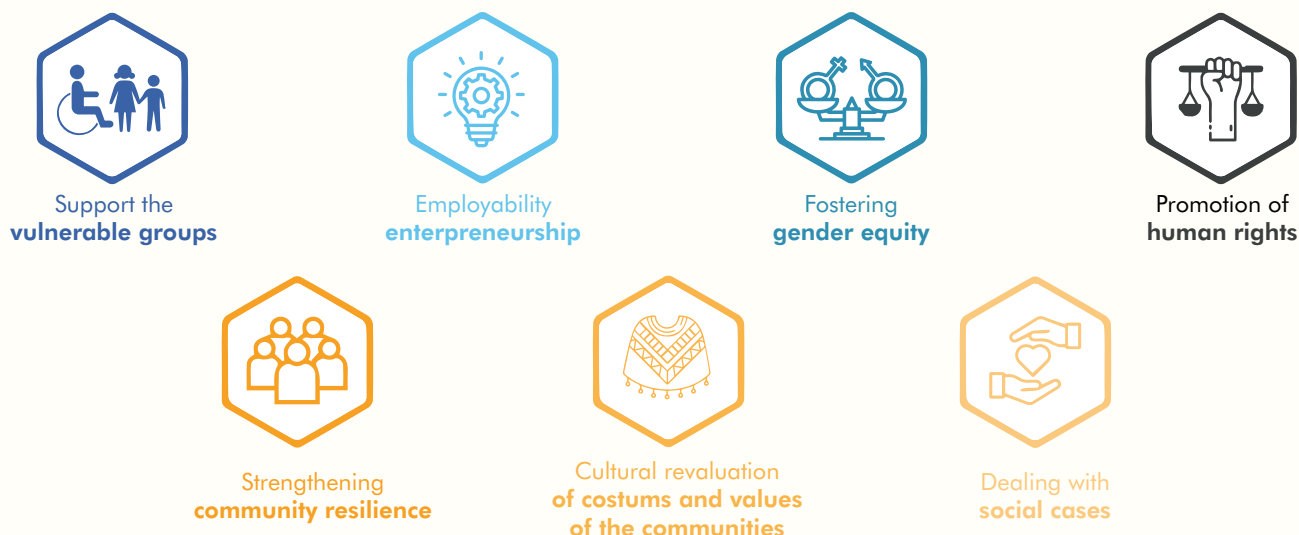 Support the
vulnerable groups
Employability
enterpreneurship
Fostering
gender equity
Promotion of
human rights
Strengthening
community resilience
Cultural revaluation
of costums and values
of the communities
Dealing with
social cases